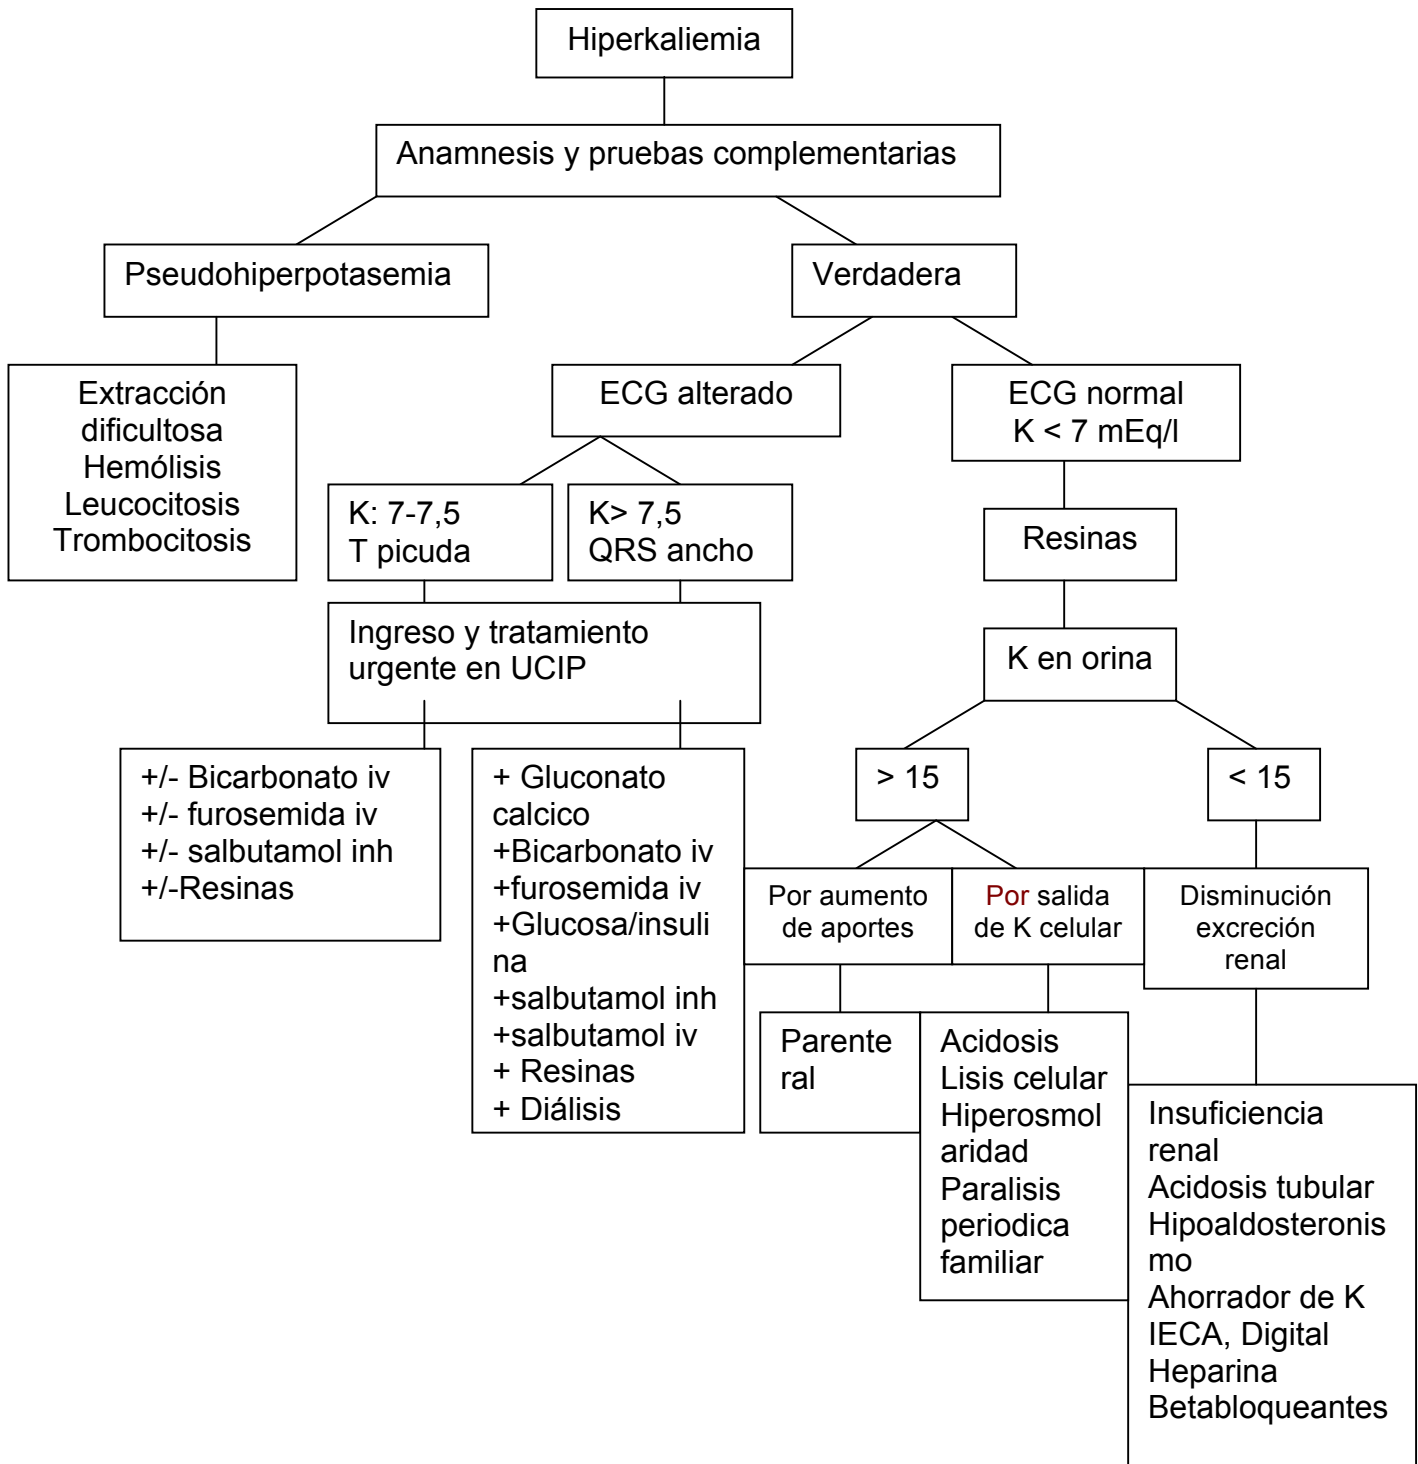 Hiperkaliemia
Anamnesis y pruebas complementarias
Pseudohiperpotasemia
Verdadera
Extracción
dificultosa
Hemólisis
Leucocitosis
Trombocitosis
ECG alterado
ECG normal
K < 7 mEq/l
K: 7-7,5
T picuda
K> 7,5
QRS ancho
Resinas
Ingreso y tratamiento
urgente en UCIP
K en orina
+/- Bicarbonato iv
+/- furosemida iv
+/- salbutamol inh
+/-Resinas
+ Gluconato
calcico
+Bicarbonato iv
+furosemida iv
+Glucosa/insuli
na
+salbutamol inh
+salbutamol iv
+ Resinas
+ Diálisis
> 15
< 15
Por aumento
de aportes
Por salida
de K celular
Disminución
excreción
renal
Parente
ral
Acidosis
Lisis celular
Hiperosmol
aridad
Paralisis
periodica
familiar
Insuficiencia
renal
Acidosis tubular
Hipoaldosteronis
mo
Ahorrador de K
IECA, Digital
Heparina
Betabloqueantes